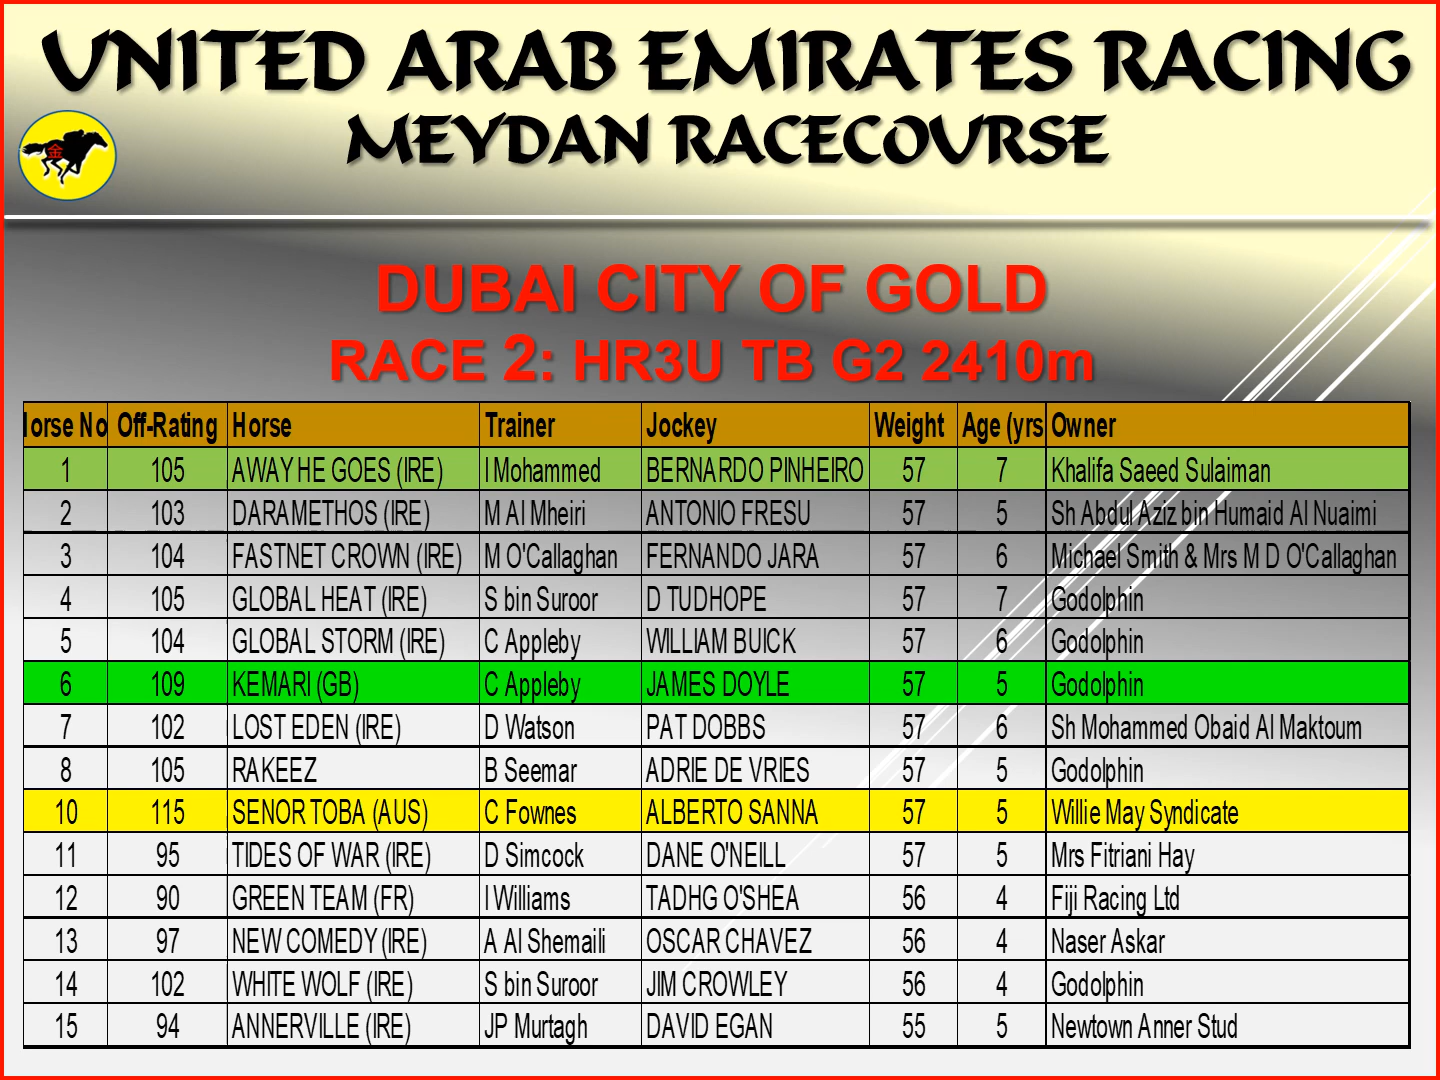 UNITED ARAB EMIRATES RACING
MEYDAN RACECOURSE
金
DUBAI CITY OF GOLD
RACE 2: HR3U TB G2 2410m
Horse No Off-Rating Horse Trainer Jockey Weight Age (yrs Owner
1 105 AWAY HE GOES (IRE) I Mohammed BERNARDO PINHEIRO 57 7 Khalifa Saeed Sulaiman
2 103 DARAMETHOS (IRE) M Al Mheiri ANTONIO FRESU 57 5 Sh Abdul Aziz bin Humaid Al Nuaimi
3 104 FASTNET CROWN (IRE) M O'Callaghan FERNANDO JARA 57 6 Michael Smith & Mrs M D O'Callaghan
4 105 GLOBAL HEAT (IRE) S bin Suroor D TUDHOPE 57 7 Godolphin
5 104 GLOBAL STORM (IRE) C Appleby WILLIAM BUICK 57 6 Godolphin
6 109 KEMARI (GB) C Appleby JAMES DOYLE 57 5 Godolphin
7 102 LOST EDEN (IRE) D Watson PAT DOBBS 57 6 Sh Mohammed Obaid Al Maktoum
8 105 RAKEEZ B Seemar ADRIE DE VRIES 57 5 Godolphin
10 115 SENOR TOBA (AUS) C Fownes ALBERTO SANNA 57 5 Willie May Syndicate
11 95 TIDES OF WAR (IRE) D Simcock DANE O'NEILL 57 5 Mrs Fitriani Hay
12 90 GREEN TEAM (FR) I Williams TADHG O'SHEA 56 4 Fiji Racing Ltd
13 97 NEW COMEDY (IRE) A Al Shemaili OSCAR CHAVEZ 56 4 Naser Askar
14 102 WHITE WOLF (IRE) S bin Suroor JIM CROWLEY 56 4 Godolphin
15 94 ANNERVILLE (IRE) JP Murtagh DAVID EGAN 55 5 Newtown Anner Stud